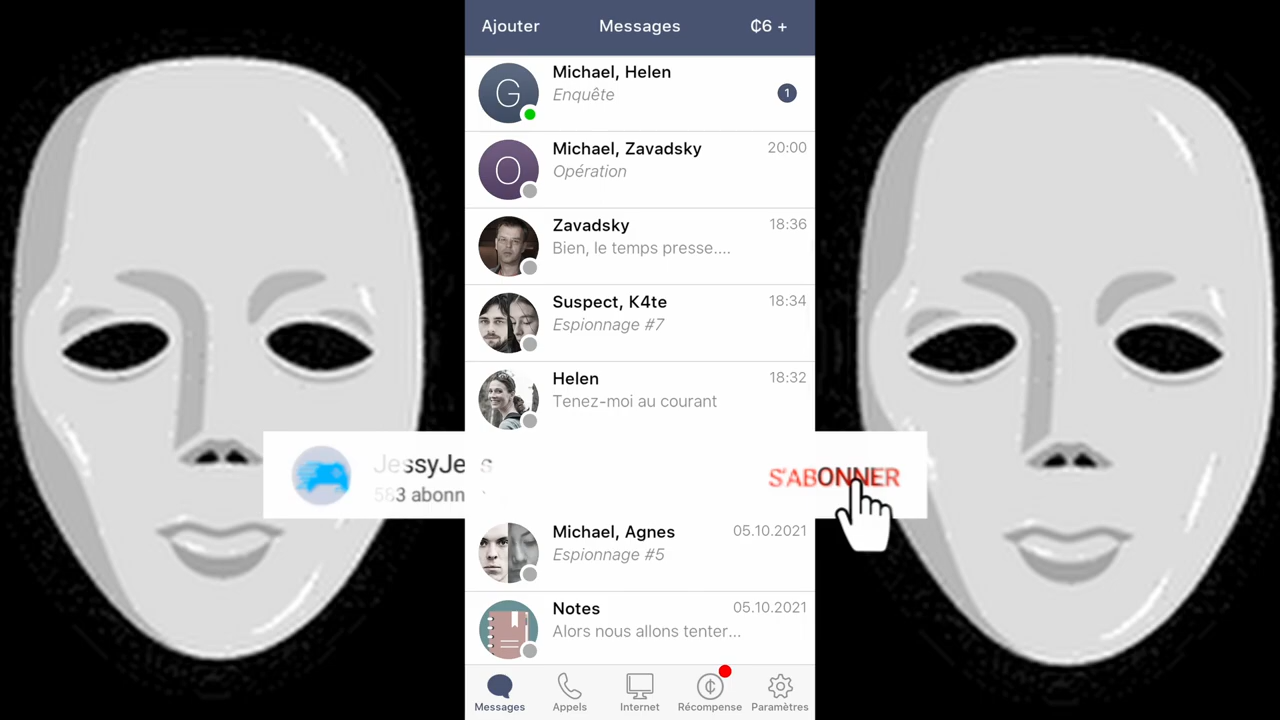 Ajouter Messages ₵6 +
G
Michael, Helen
Enquête 1
O
Michael, Zavadsky 20:00
Opération
Zavadsky 18:36
Bien, le temps presse....
Suspect, K4te 18:34
Espionnage #7
Helen 18:32
Tenez-moi au courant
S'ABONNER
Michael, Agnes 05.10.2021
Espionnage #5
Notes 05.10.2021
Alors nous allons tenter...
Messages Appels Internet Récompense Paramètres